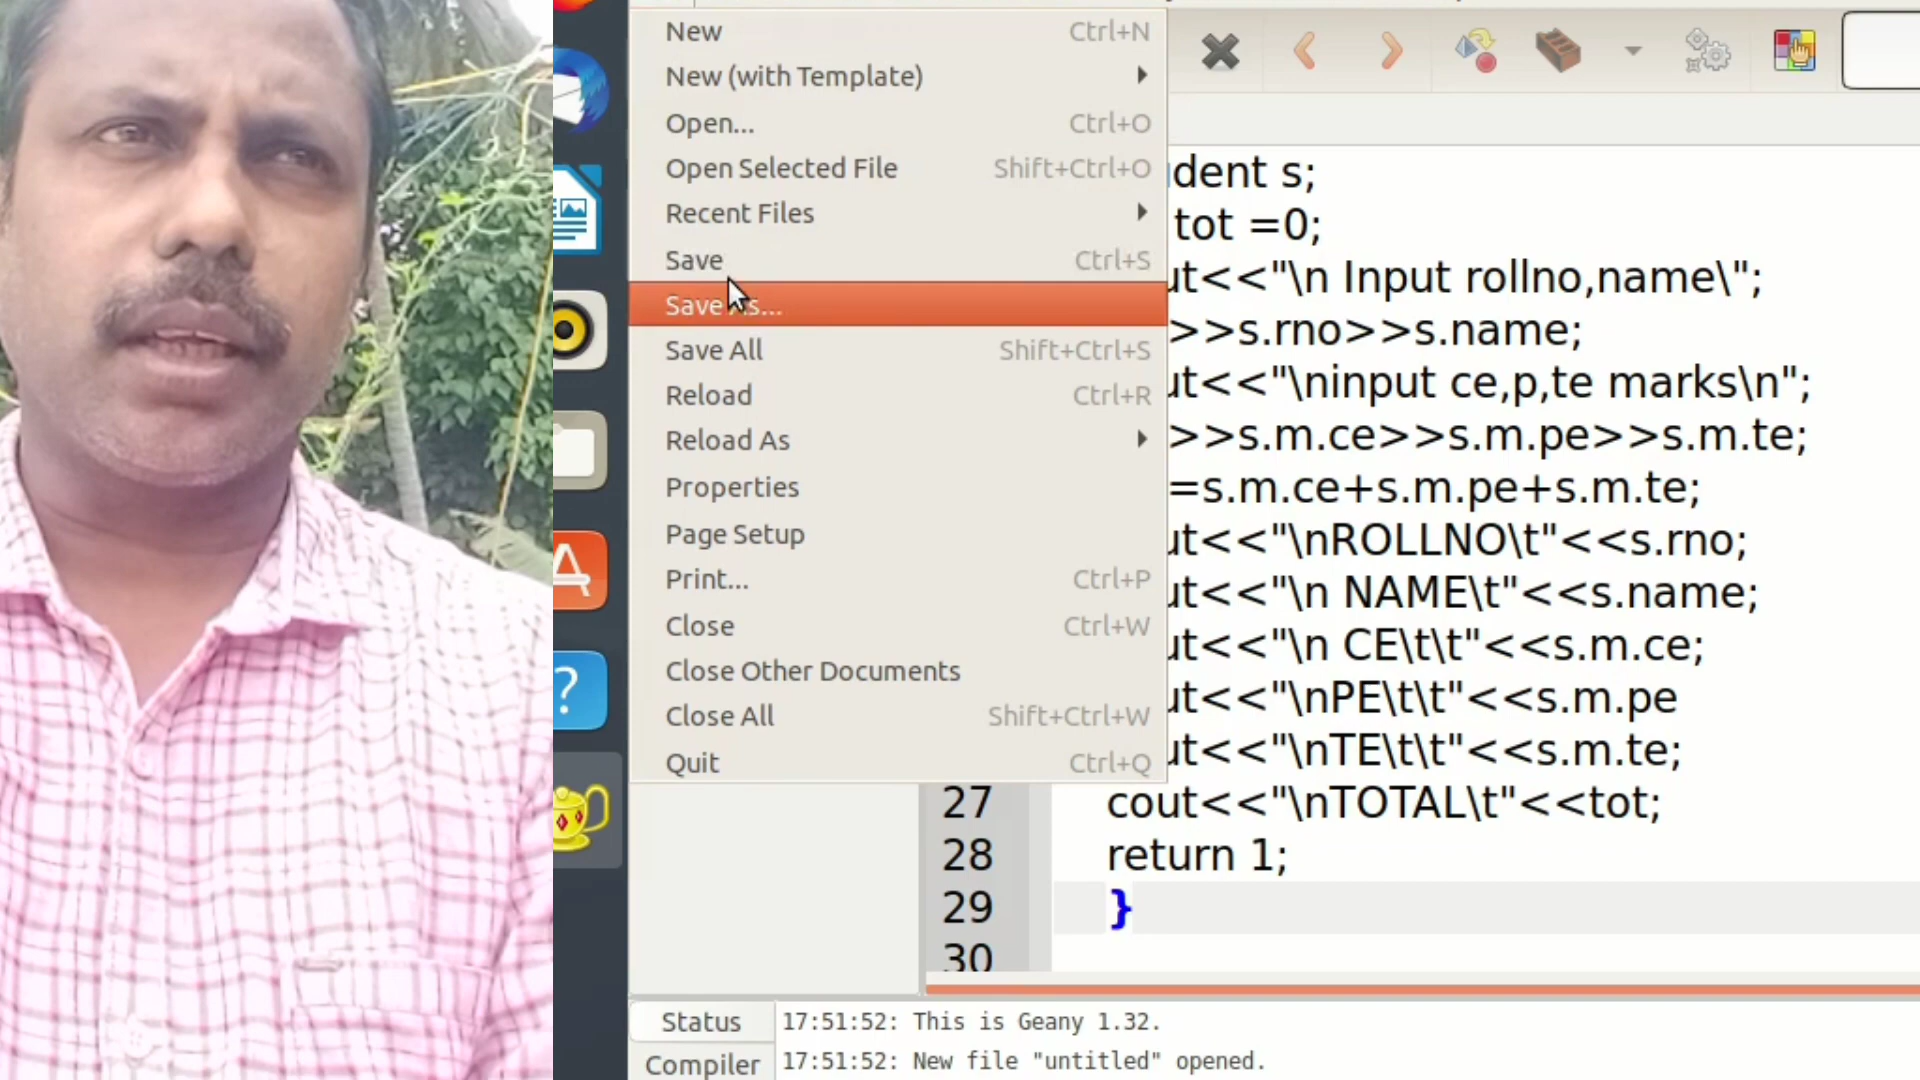 New Ctrl+N
New (with Template)
Open... Ctrl+O
Open Selected File Shift+Ctrl+O
Recent Files
Save Ctrl+S
Save As...
Save All Shift+Ctrl+S
Reload Ctrl+R
Reload As
Properties
Page Setup
Print... Ctrl+P
Close Ctrl+W
Close Other Documents
Close All Shift+Ctrl+W
Quit Ctrl+Q
dent s;
tot =0;
ut<<"\n Input rollno,name\";
>>s.rno>>s.name;
ut<<"\ninput ce,p,te marks\n";
>>s.m.ce>>s.m.pe>>s.m.te;
=s.m.ce+s.m.pe+s.m.te;
ut<<"\nROLLNO\t"<<s.rno;
ut<<"\n NAME\t"<<s.name;
ut<<"\n CE\t\t"<<s.m.ce;
ut<<"\nPE\t\t"<<s.m.pe
ut<<"\nTE\t\t"<<s.m.te;
27 cout<<"\nTOTAL\t"<<tot;
28 return 1;
29 }
30
Status 17:51:52: This is Geany 1.32.
Compiler 17:51:52: New file "untitled" opened.